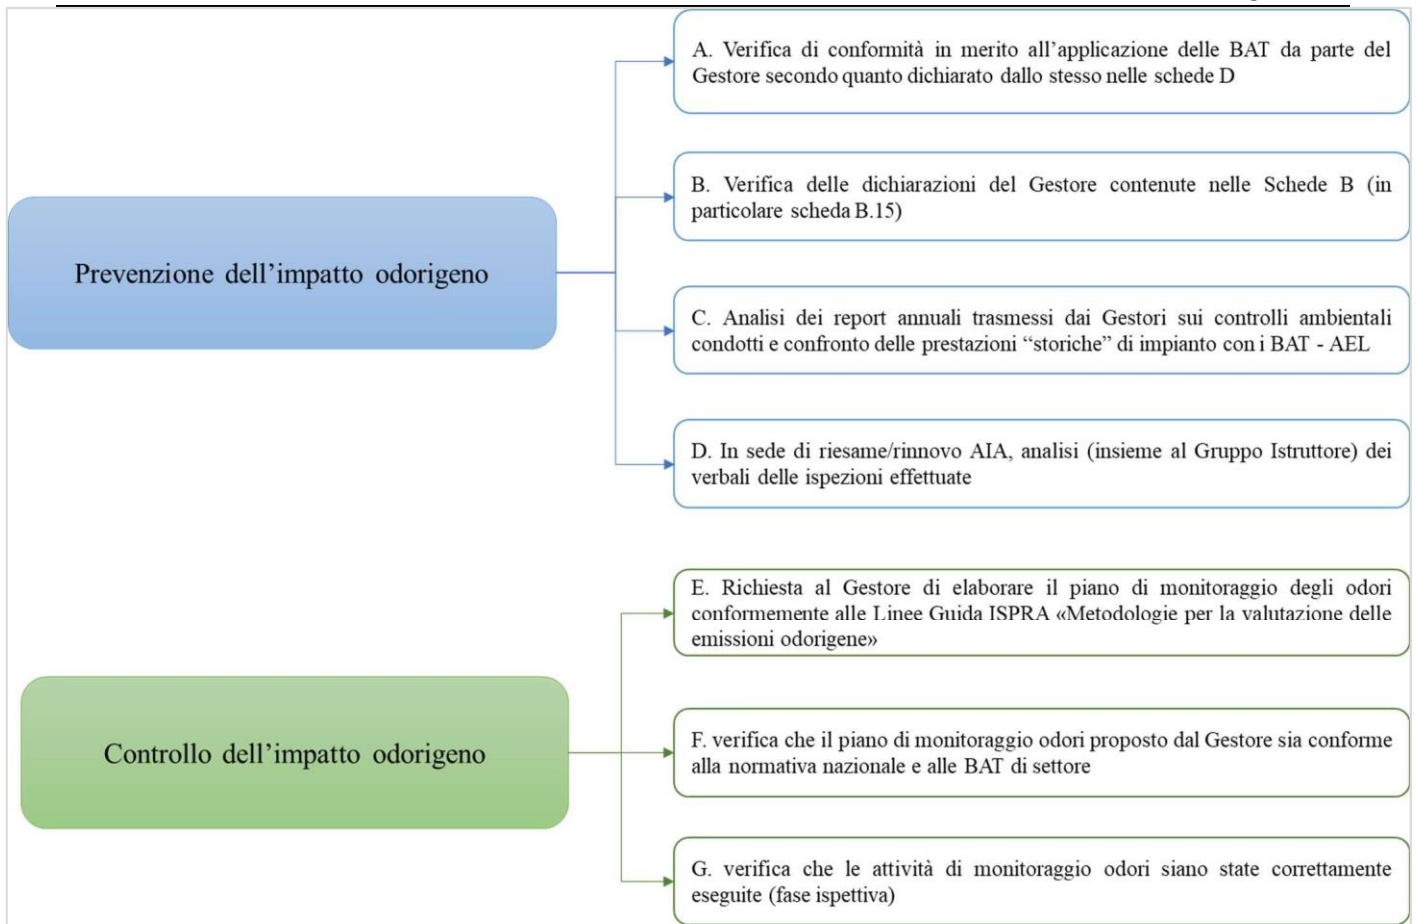 A. Verifica di conformità in merito all’applicazione delle BAT da parte del
Gestore secondo quanto dichiarato dallo stesso nelle schede D
B. Verifica delle dichiarazioni del Gestore contenute nelle Schede B (in
particolare scheda B.15)
Prevenzione dell’impatto odorigeno
C. Analisi dei report annuali trasmessi dai Gestori sui controlli ambientali
condotti e confronto delle prestazioni “storiche” di impianto con i BAT - AEL
D. In sede di riesame/rinnovo AIA, analisi (insieme al Gruppo Istruttore) dei
verbali delle ispezioni effettuate
E. Richiesta al Gestore di elaborare il piano di monitoraggio degli odori
conformemente alle Linee Guida ISPRA «Metodologie per la valutazione delle
emissioni odorigene»
Controllo dell’impatto odorigeno
F. verifica che il piano di monitoraggio odori proposto dal Gestore sia conforme
alla normativa nazionale e alle BAT di settore
G. verifica che le attività di monitoraggio odori siano state correttamente
eseguite (fase ispettiva)